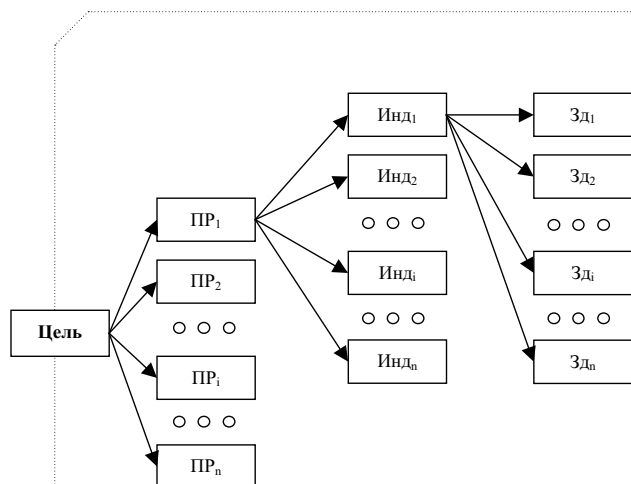 Цель
ПР₁
ПР₂
ПРᵢ
ПРₙ
Инд₁
Инд₂
Индᵢ
Индₙ
Зд₁
Зд₂
Здᵢ
Здₙ